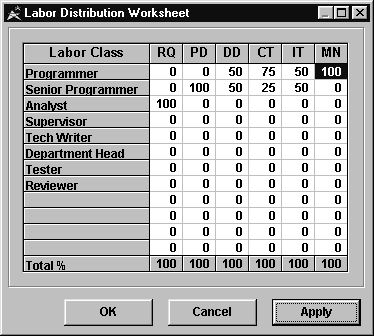 Labor Distribution Worksheet
Labor Class RQ PD DD CT IT MN
Programmer 0 0 50 75 50 100
Senior Programmer 0 100 50 25 50 0
Analyst 100 0 0 0 0 0
Supervisor 0 0 0 0 0 0
Tech Writer 0 0 0 0 0 0
Department Head 0 0 0 0 0 0
Tester 0 0 0 0 0 0
Reviewer 0 0 0 0 0 0
0 0 0 0 0 0
0 0 0 0 0 0
0 0 0 0 0 0
0 0 0 0 0 0
Total % 100 100 100 100 100 100
OK Cancel Apply